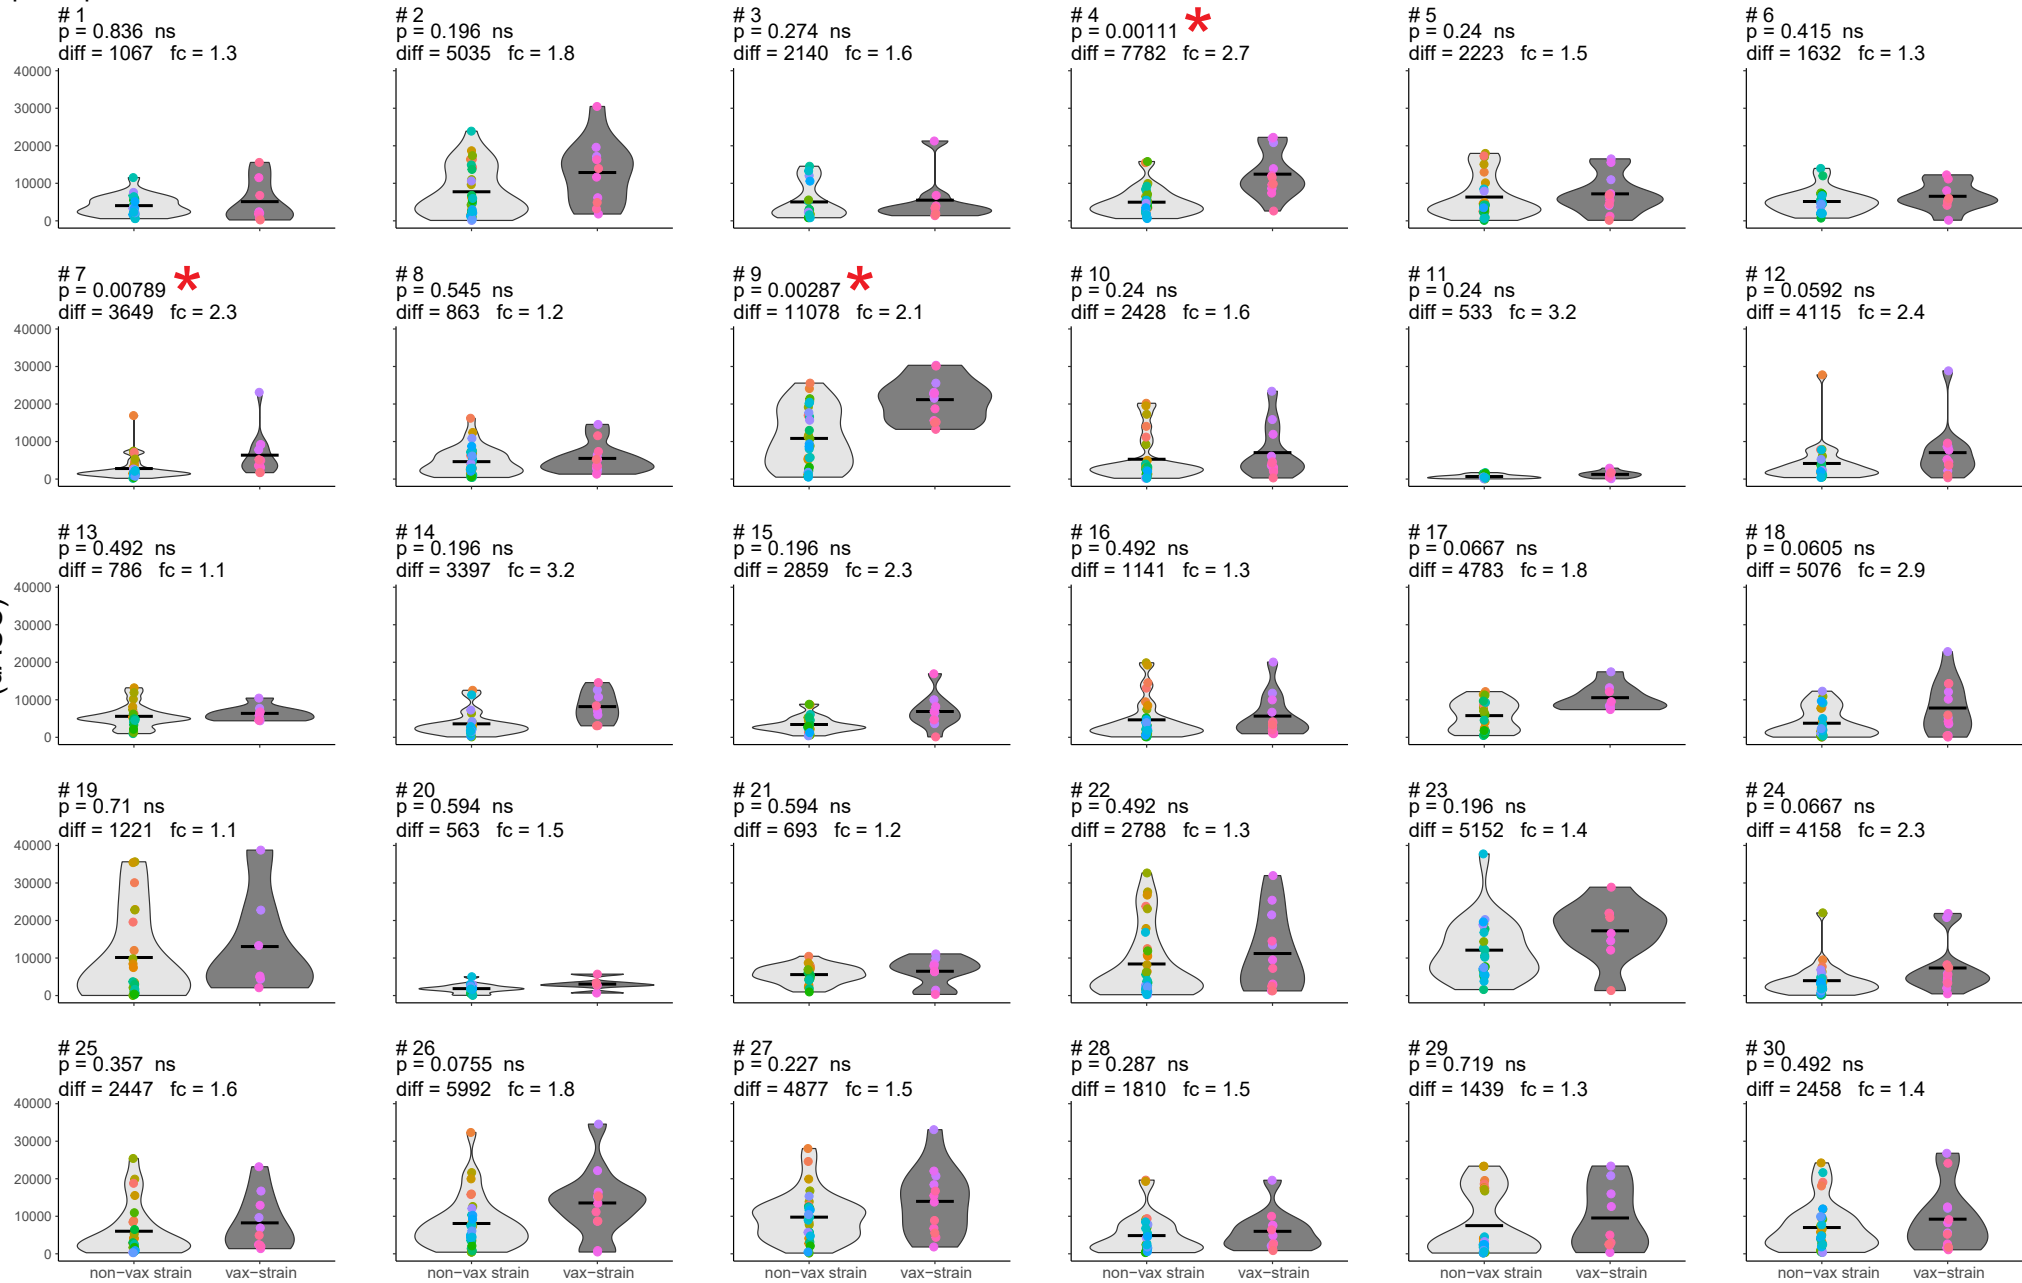 # 1
p = 0.836 ns
diff = 1067 fc = 1.3
# 2
p = 0.196 ns
diff = 5035 fc = 1.8
# 3
p = 0.274 ns
diff = 2140 fc = 1.6
# 4
p = 0.00111 *
diff = 7782 fc = 2.7
# 5
p = 0.24 ns
diff = 2223 fc = 1.5
# 6
p = 0.415 ns
diff = 1632 fc = 1.3
40000
30000
20000
10000
0
# 7
p = 0.00789 *
diff = 3649 fc = 2.3
# 8
p = 0.545 ns
diff = 863 fc = 1.2
# 9
p = 0.00287 *
diff = 11078 fc = 2.1
# 10
p = 0.24 ns
diff = 2428 fc = 1.6
# 11
p = 0.24 ns
diff = 533 fc = 3.2
# 12
p = 0.0592 ns
diff = 4115 fc = 2.4
40000
30000
20000
10000
0
# 13
p = 0.492 ns
diff = 786 fc = 1.1
# 14
p = 0.196 ns
diff = 3397 fc = 3.2
# 15
p = 0.196 ns
diff = 2859 fc = 2.3
# 16
p = 0.492 ns
diff = 1141 fc = 1.3
# 17
p = 0.0667 ns
diff = 4783 fc = 1.8
# 18
p = 0.0605 ns
diff = 5076 fc = 2.9
40000
30000
20000
10000
0
# 19
p = 0.71 ns
diff = 1221 fc = 1.1
# 20
p = 0.594 ns
diff = 563 fc = 1.5
# 21
p = 0.594 ns
diff = 693 fc = 1.2
# 22
p = 0.492 ns
diff = 2788 fc = 1.3
# 23
p = 0.196 ns
diff = 5152 fc = 1.4
# 24
p = 0.0667 ns
diff = 4158 fc = 2.3
40000
30000
20000
10000
0
# 25
p = 0.357 ns
diff = 2447 fc = 1.6
# 26
p = 0.0755 ns
diff = 5992 fc = 1.8
# 27
p = 0.227 ns
diff = 4877 fc = 1.5
# 28
p = 0.287 ns
diff = 1810 fc = 1.5
# 29
p = 0.719 ns
diff = 1439 fc = 1.3
# 30
p = 0.492 ns
diff = 2458 fc = 1.4
40000
30000
20000
10000
0
non−vax strain vax−strain
non−vax strain vax−strain
non−vax strain vax−strain
non−vax strain vax−strain
non−vax strain vax−strain
non−vax strain vax−strain